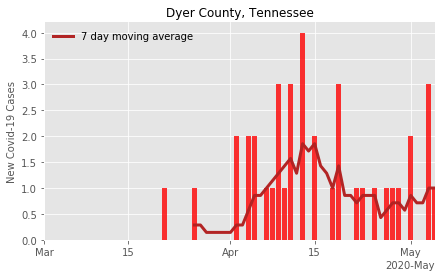 Dyer County, Tennessee
7 day moving average
New Covid-19 Cases
4.0
3.5
3.0
2.5
2.0
1.5
1.0
0.5
0.0
Mar
15
Apr
15
May
2020-May